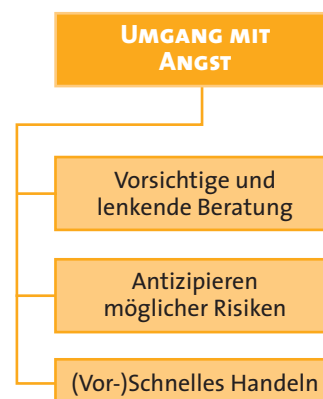 Umgang mit
Angst
Vorsichtige und
lenkende Beratung
Antizipieren
möglicher Risiken
(Vor-)Schnelles Handeln